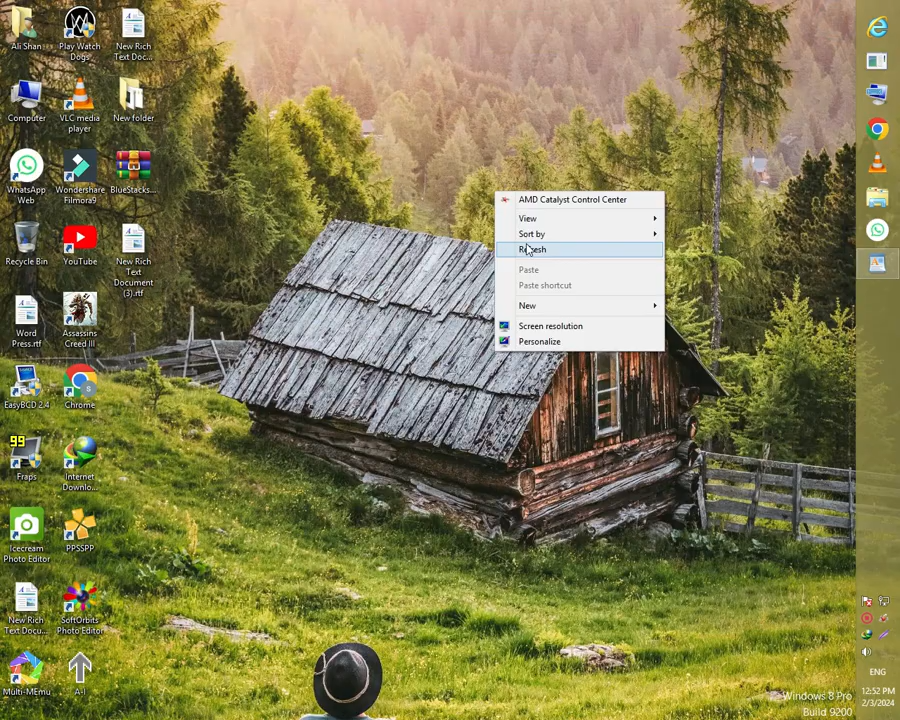 Ali Shan
Play Watch
Dogs
New Rich
Text Doc...
Computer
VLC media
player
New folder
WhatsApp
Web
Wondershare
Filmora9
BlueStacks...
Recycle Bin
YouTube
New Rich
Text
Document
(3).rtf
Word
Press.rtf
Assassins
Creed III
EasyBCD 2.4
Chrome
99
Fraps
Internet
Downlo...
Icecream
Photo Editor
PPSSPP
New Rich
Text Docu...
SoftOrbits
Photo Editor
Multi-MEmu
A-I
AMD Catalyst Control Center
View
Sort by
Refresh
Paste
Paste shortcut
New
Screen resolution
Personalize
ENG
12:52 PM
2/3/2024
Windows 8 Pro
Build 9200